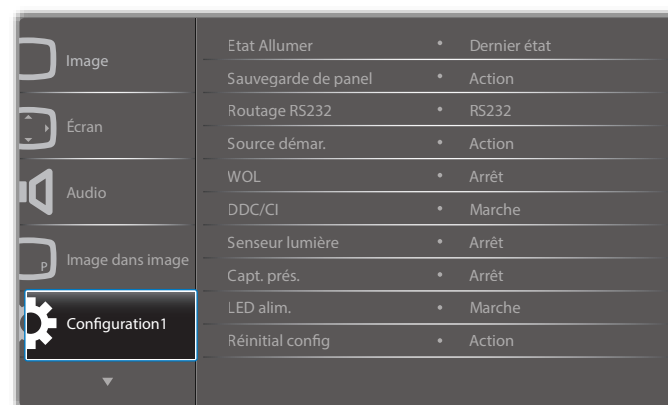 Image
Écran
Audio
P
Image dans image
Configuration1
Etat Allumer • Dernier état
Sauvegarde de panel • Action
Routage RS232 • RS232
Source démar. • Action
WOL • Arrêt
DDC/CI • Marche
Senseur lumière • Arrêt
Capt. prés. • Arrêt
LED alim. • Marche
Réinitial config • Action